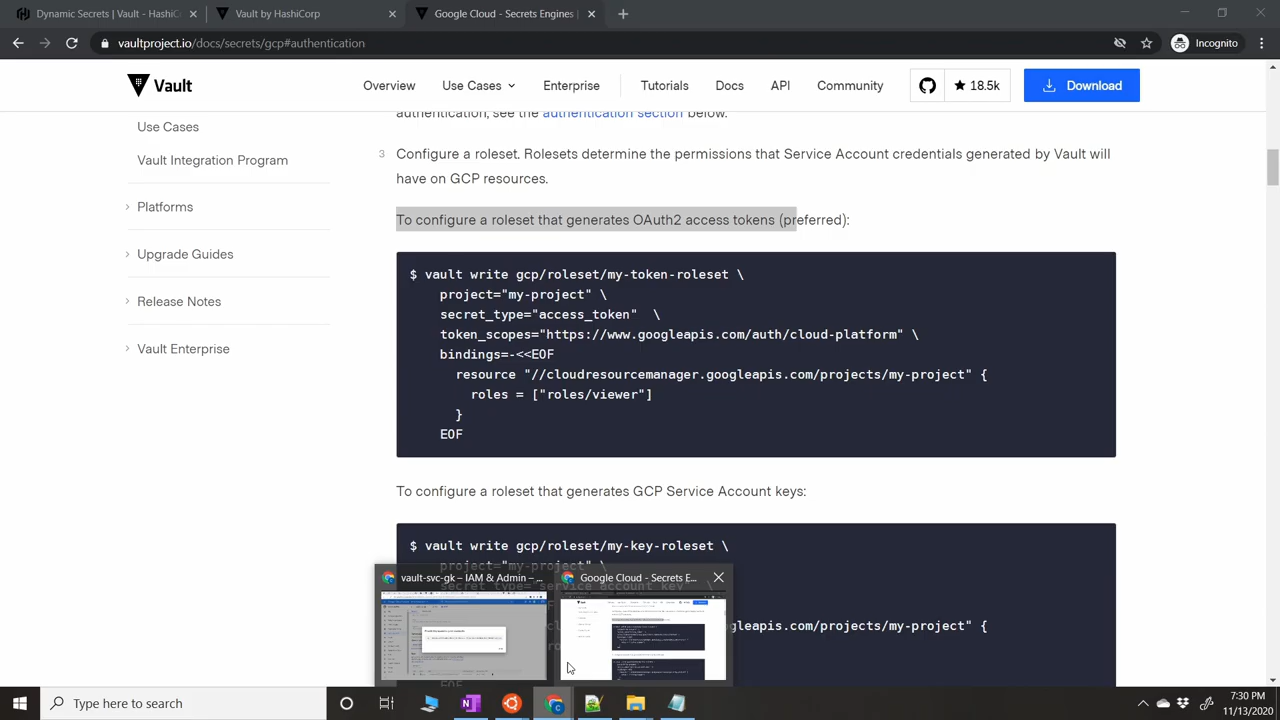 Dynamic Secrets | Vault - HashiC
Vault by HashiCorp
Google Cloud - Secrets Engines |
vaultproject.io/docs/secrets/gcp#authentication
Incognito
Vault
Overview
Use Cases
Enterprise
Tutorials
Docs
API
Community
18.5k
Download
Use Cases
Vault Integration Program
Platforms
Upgrade Guides
Release Notes
Vault Enterprise
authentication, see the authentication section below.
3 Configure a roleset. Rolesets determine the permissions that Service Account credentials generated by Vault will
have on GCP resources.
To configure a roleset that generates OAuth2 access tokens (preferred):
$ vault write gcp/roleset/my-token-roleset \
project="my-project" \
secret_type="access_token" \
token_scopes="https://www.googleapis.com/auth/cloud-platform" \
bindings=-<<EOF
resource "//cloudresourcemanager.googleapis.com/projects/my-project" {
roles = ["roles/viewer"]
}
EOF
To configure a roleset that generates GCP Service Account keys:
$ vault write gcp/roleset/my-key-roleset \
project="my-project" \
secret_type="service_account_key" \
gleapis.com/projects/my-project" {
EOF
vault-svc-gk – IAM & Admin – ...
Google Cloud - Secrets E...
Type here to search
7:30 PM
11/13/2020